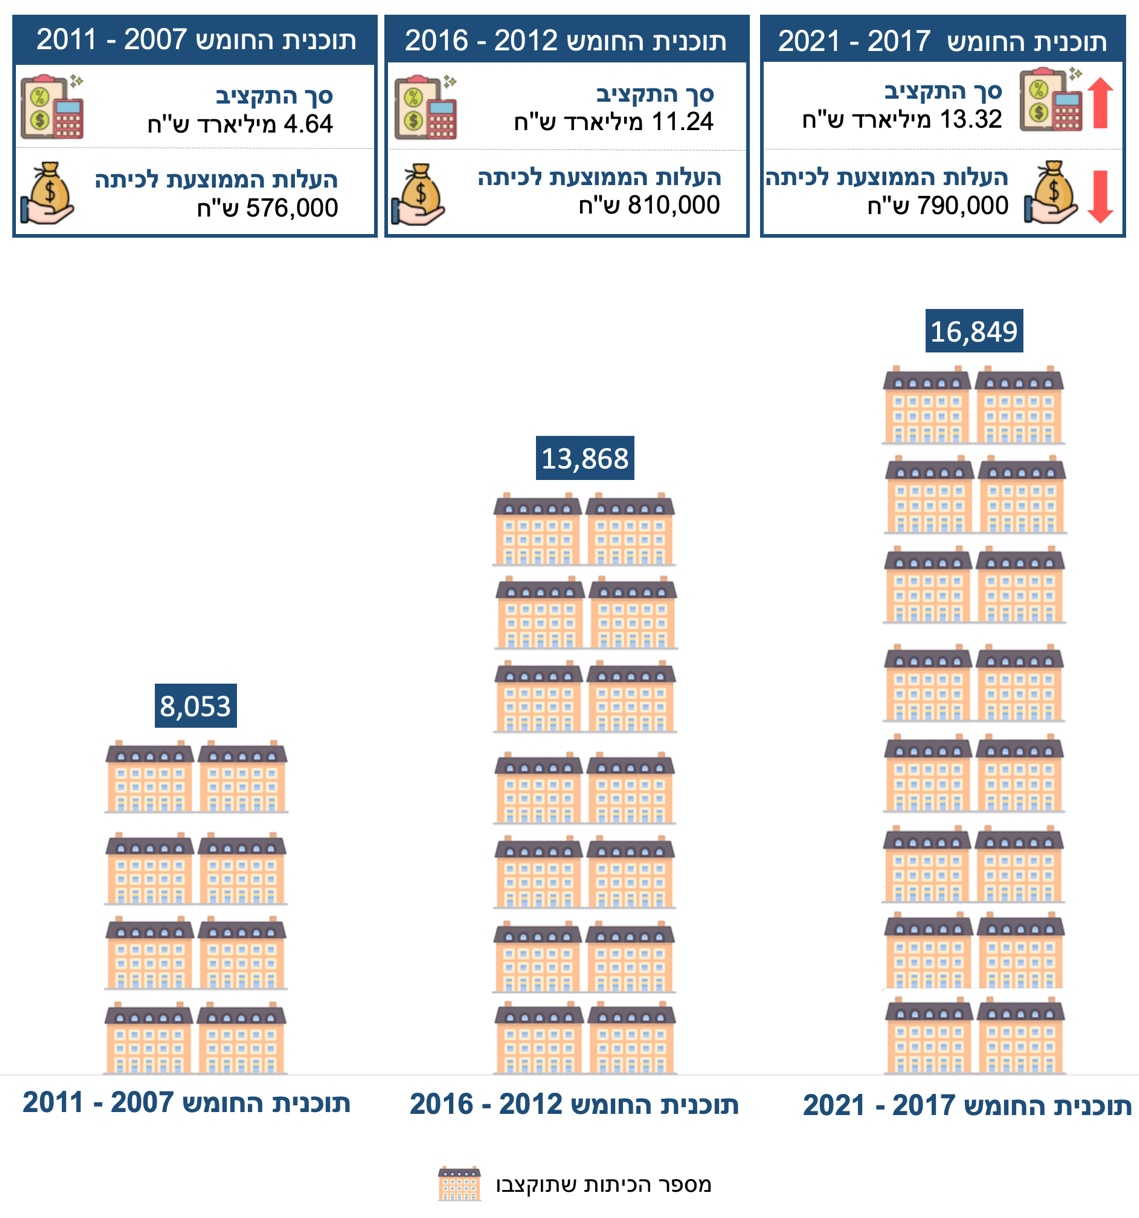 תוכנית החומש 2017 - 2021
סך התקציב
13.32 מיליארד ש"ח
העלות הממוצעת לכיתה
790,000 ש"ח
תוכנית החומש 2012 - 2016
סך התקציב
11.24 מיליארד ש"ח
העלות הממוצעת לכיתה
810,000 ש"ח
תוכנית החומש 2007 - 2011
סך התקציב
4.64 מיליארד ש"ח
העלות הממוצעת לכיתה
576,000 ש"ח
16,849
13,868
8,053
תוכנית החומש 2017 - 2021
תוכנית החומש 2012 - 2016
תוכנית החומש 2007 - 2011
מספר הכיתות שתוקצבו